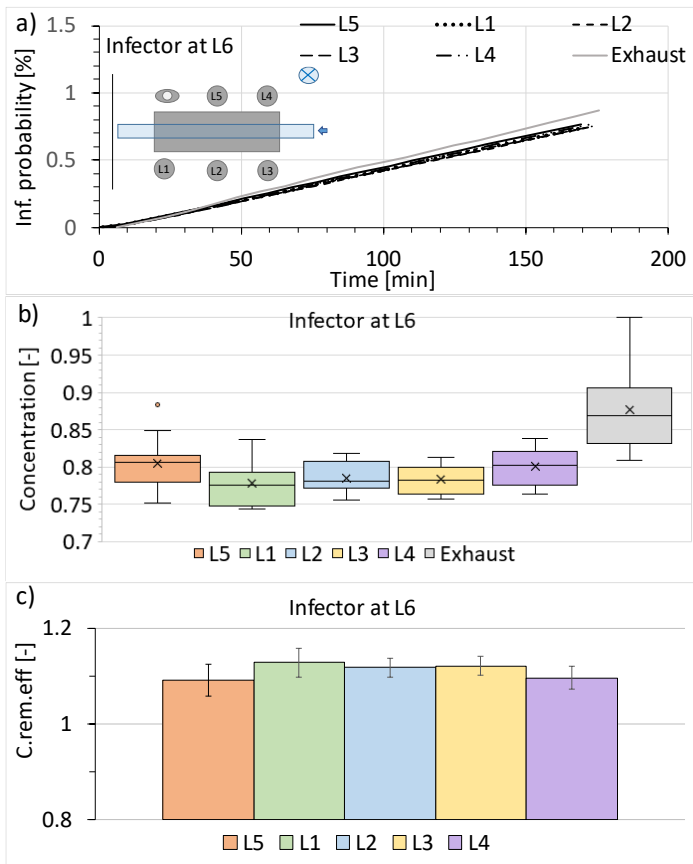 a)
Inf. probability [%]
1.5
1
0.5
0
Infector at L6
L5 L1 L2
L3 L4 Exhaust
L5 L4
L1 L2 L3
0 50 100 150 200
Time [min]
b)
Infector at L6
Concentration [-]
1
0.95
0.9
0.85
0.8
0.75
0.7
L5 L1 L2 L3 L4 Exhaust
c)
Infector at L6
C.rem.eff [-]
1.2
1
0.8
L5 L1 L2 L3 L4